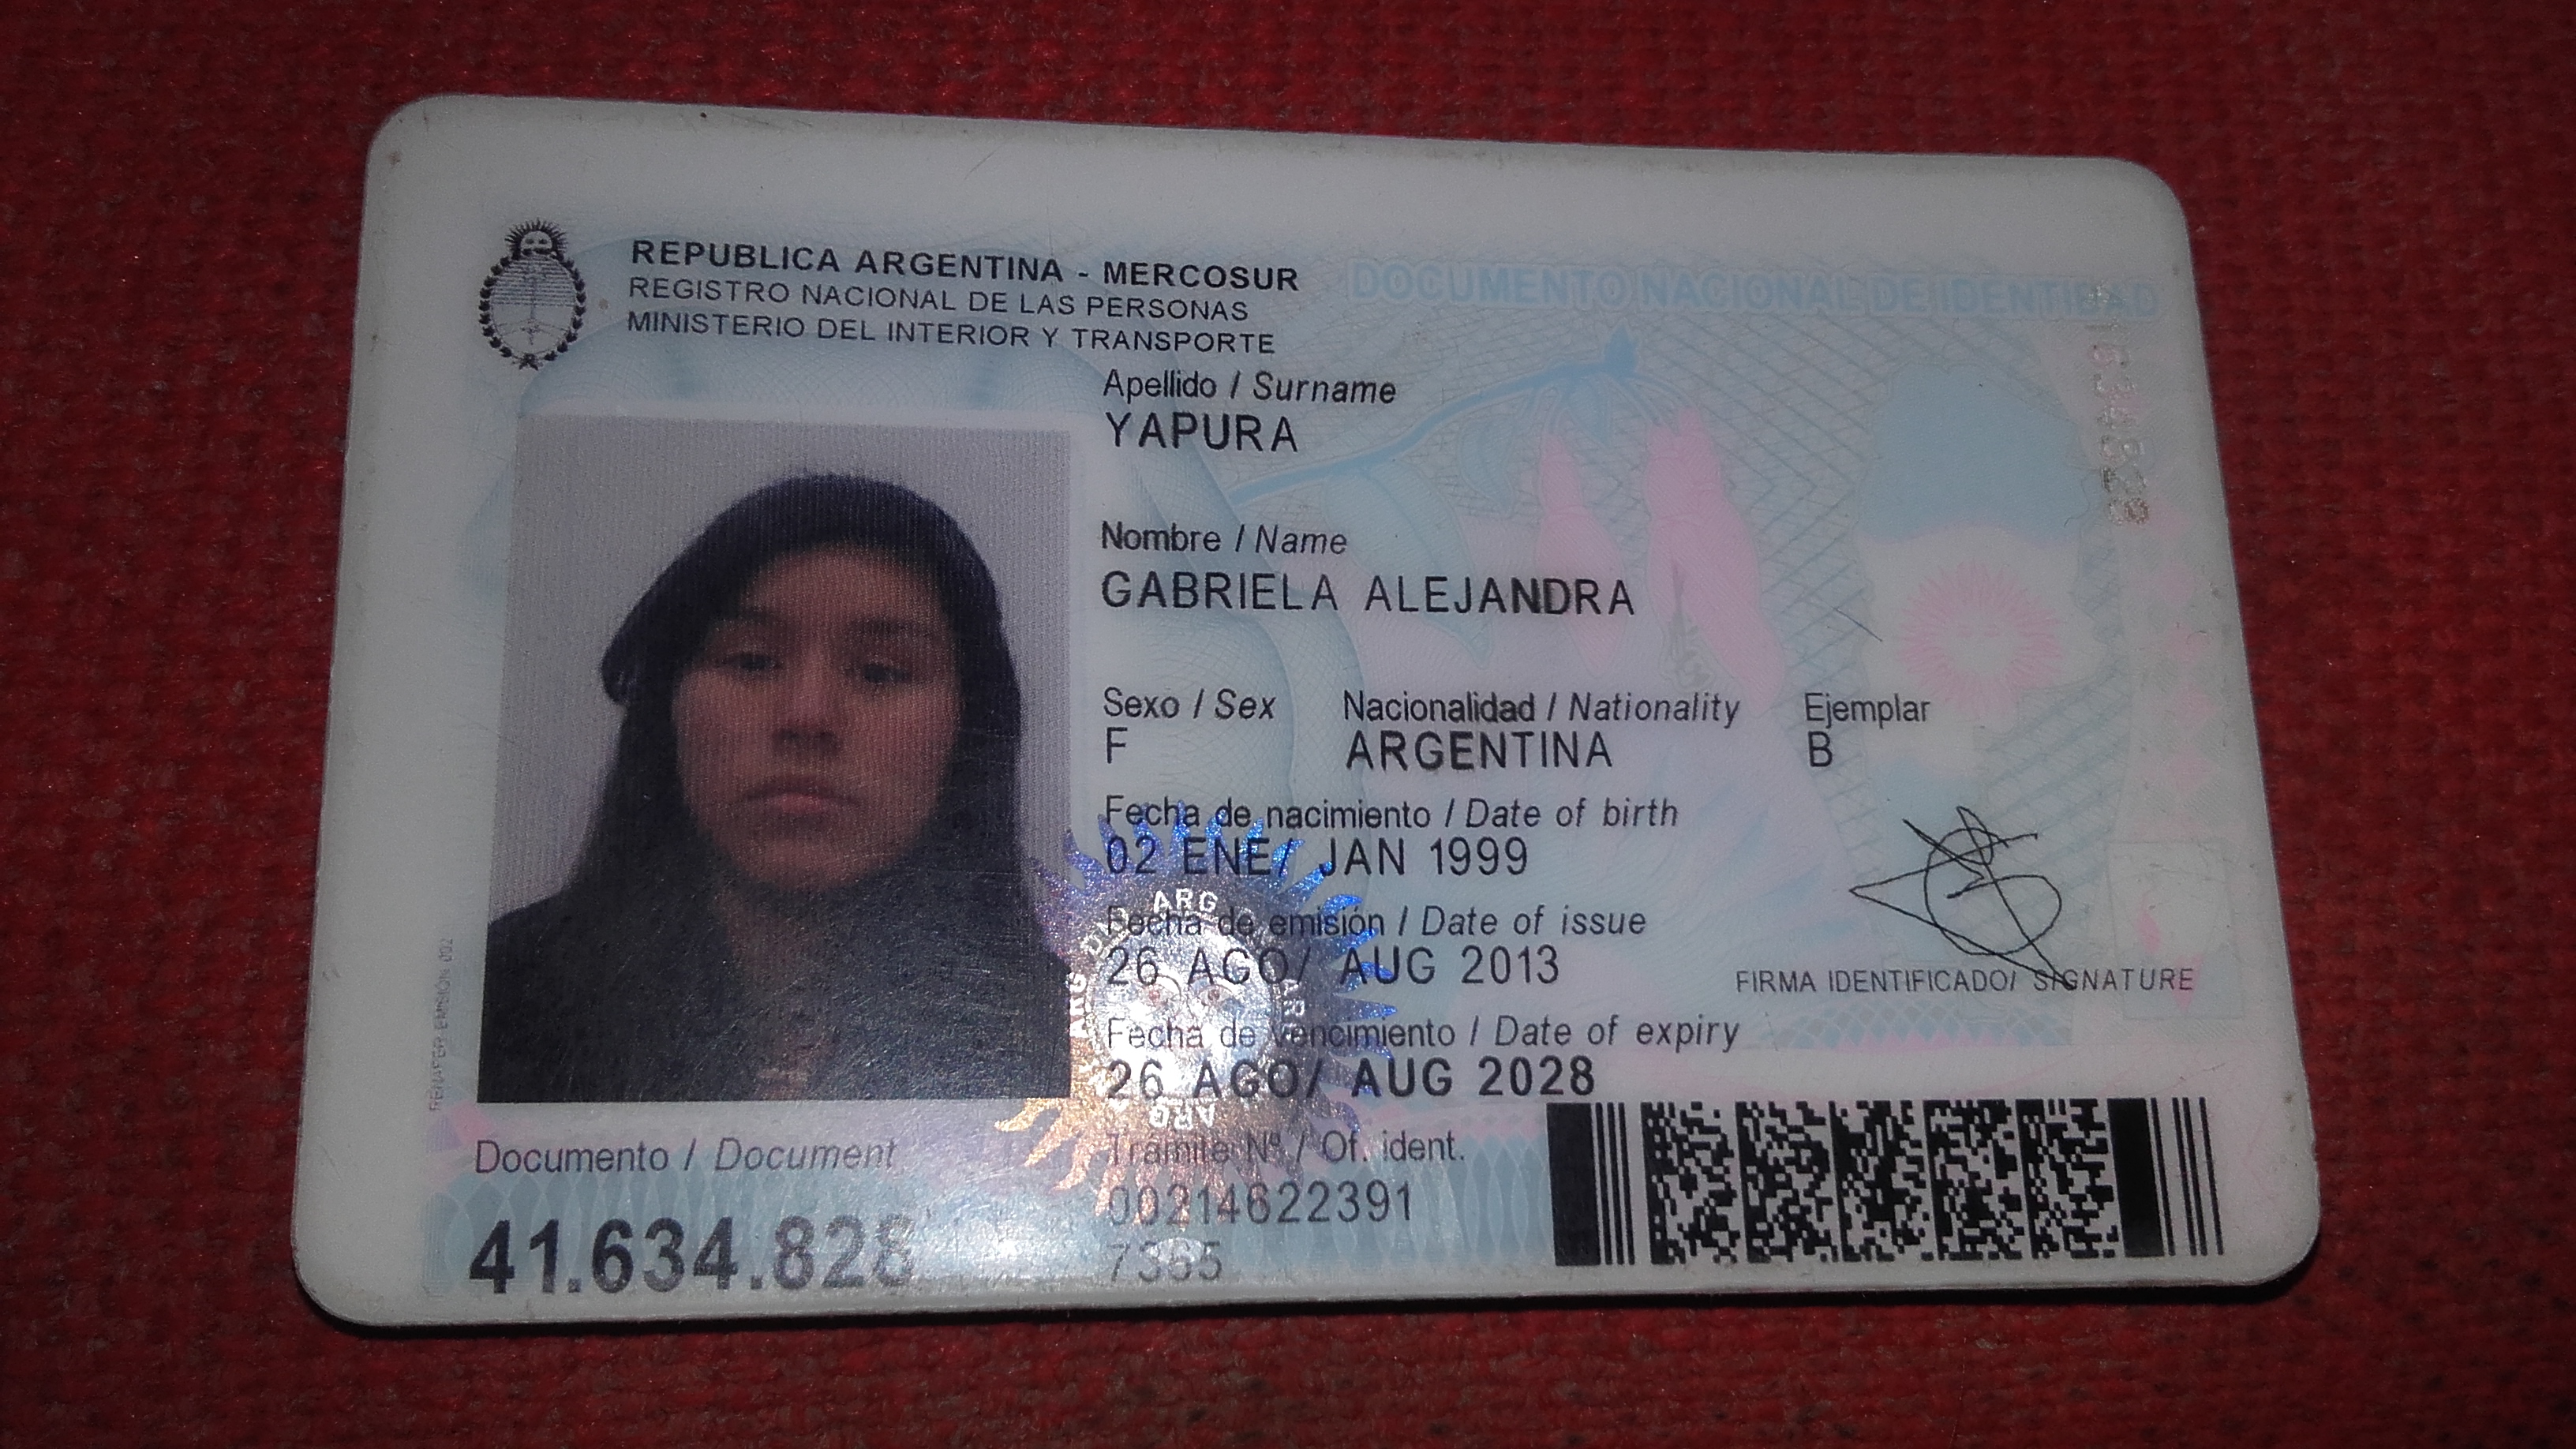 REPUBLICA ARGENTINA - MERCOSUR
REGISTRO NACIONAL DE LAS PERSONAS
MINISTERIO DEL INTERIOR Y TRANSPORTE
DOCUMENTO NACIONAL DE IDENTIDAD
Apellido / Surname
YAPURA
Nombre / Name
GABRIELA ALEJANDRA
Sexo / Sex Nacionalidad / Nationality Ejemplar
F ARGENTINA B
Fecha de nacimiento / Date of birth
02 ENE/ JAN 1999
Fecha de emisión / Date of issue
26 AGO/ AUG 2013
Fecha de vencimiento / Date of expiry
26 AGO/ AUG 2028
FIRMA IDENTIFICADO/ SIGNATURE
RENAPER-EMISIÓN 002
Documento / Document
41.634.828
Trámite Nº / Of. ident.
ARG
ARG